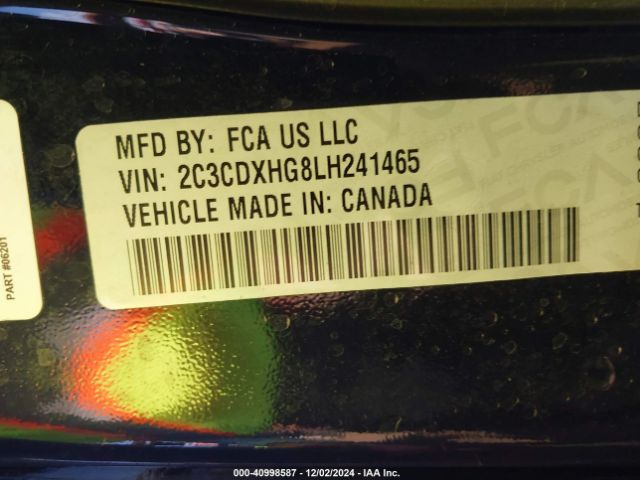 MFD BY: FCA US LLC
VIN: 2C3CDXHG8LH241465
VEHICLE MADE IN: CANADA
PART #06201
000-40998587 - 12/02/2024 - IAA Inc.